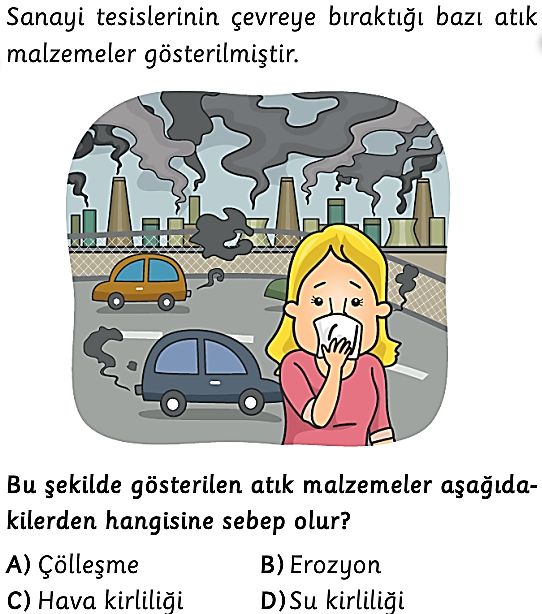 Sanayi tesislerinin çevreye bıraktığı bazı atık
malzemeler gösterilmiştir.
Bu şekilde gösterilen atık malzemeler aşağıda-
kilerden hangisine sebep olur?
A) Çölleşme B) Erozyon
C) Hava kirliliği D) Su kirliliği